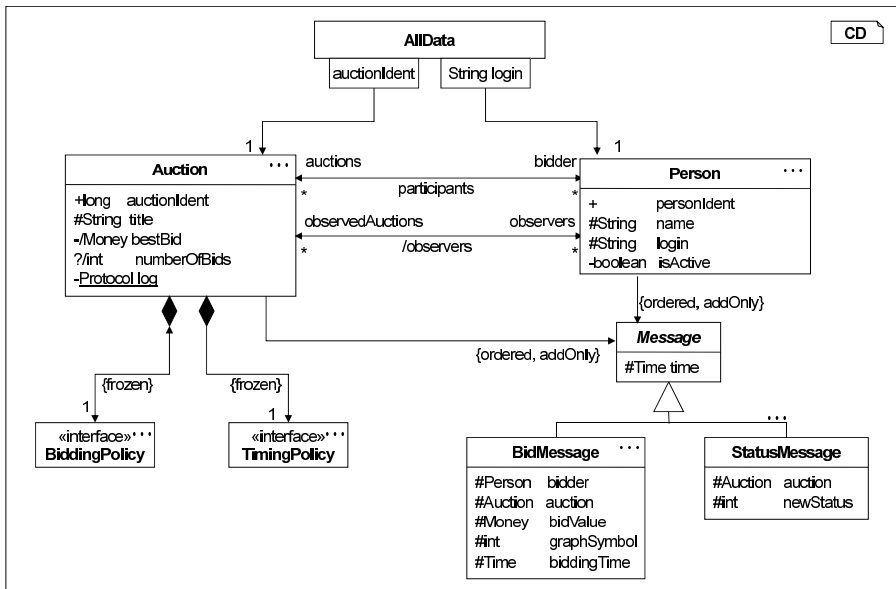 AllData
CD
auctionIdent
String login
1
1
Auction
...
+long auctionIdent
#String title
-/Money bestBid
?/int numberOfBids
-Protocol log
auctions
bidder
*
participants
*
observedAuctions
observers
*
/observers
*
Person
...
+ personIdent
#String name
#String login
-boolean isActive
{ordered, addOnly}
{ordered, addOnly}
Message
#Time time
{frozen}
{frozen}
1
1
«interface»...
BiddingPolicy
«interface»...
TimingPolicy
...
BidMessage
...
#Person bidder
#Auction auction
#Money bidValue
#int graphSymbol
#Time biddingTime
StatusMessage
#Auction auction
#int newStatus